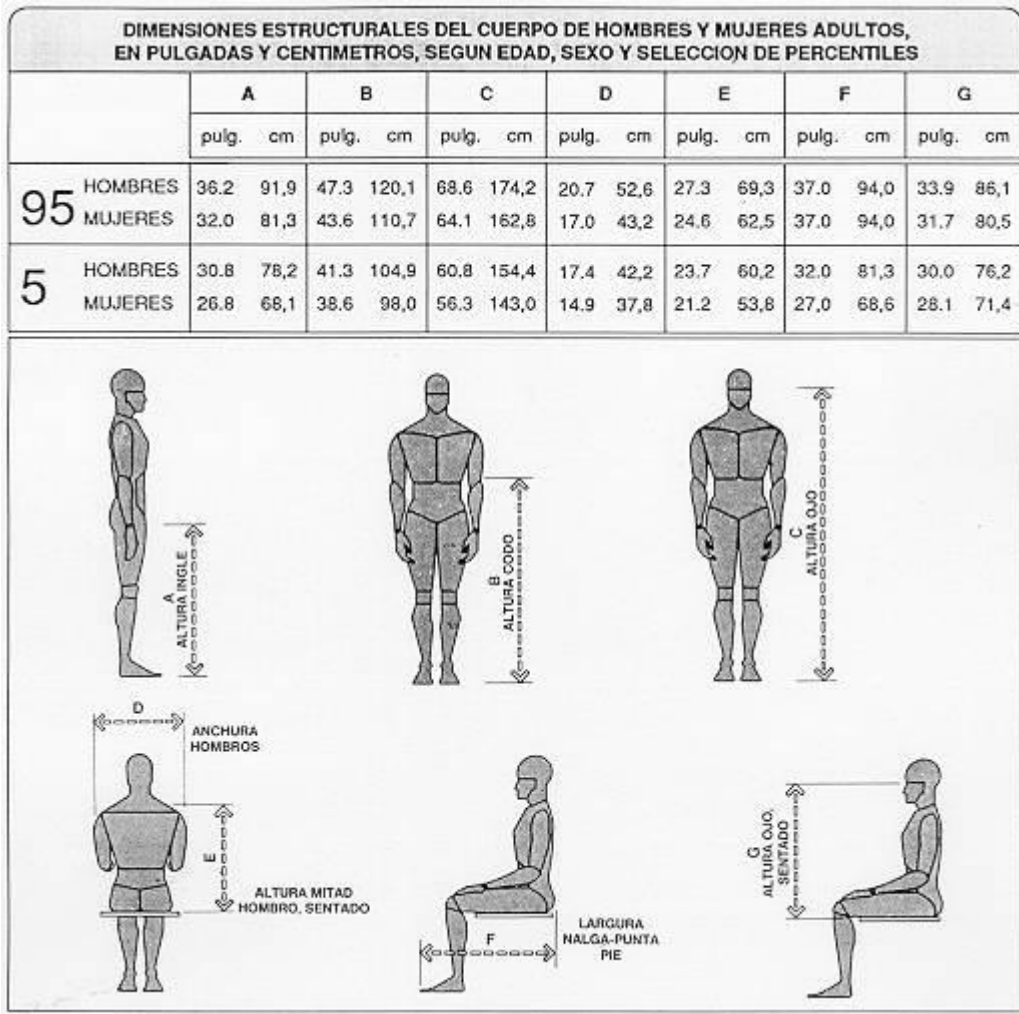 DIMENSIONES ESTRUCTURALES DEL CUERPO DE HOMBRES Y MUJERES ADULTOS,
EN PULGADAS Y CENTIMETROS, SEGUN EDAD, SEXO Y SELECCION DE PERCENTILES
A B C D E F G
pulg. cm pulg. cm pulg. cm pulg. cm pulg. cm pulg. cm pulg. cm
95
HOMBRES 36.2 91,9 47.3 120,1 68.6 174,2 20.7 52,6 27.3 69,3 37.0 94,0 33.9 86,1
MUJERES 32.0 81,3 43.6 110,7 64.1 162,8 17.0 43,2 24.6 62,5 37.0 94,0 31.7 80,5
5
HOMBRES 30.8 78,2 41.3 104,9 60.8 154,4 17.4 42,2 23.7 60,2 32.0 81,3 30.0 76,2
MUJERES 26.8 68,1 38.6 98,0 56.3 143,0 14.9 37,8 21.2 53,8 27,0 68,6 28.1 71,4
A
ALTURA INGLE
B
ALTURA CODO
C
ALTURA OJO
D
ANCHURA
HOMBROS
E
ALTURA MITAD
HOMBRO, SENTADO
F
LARGURA
NALGA-PUNTA
PIE
G
ALTURA OJO,
SENTADO